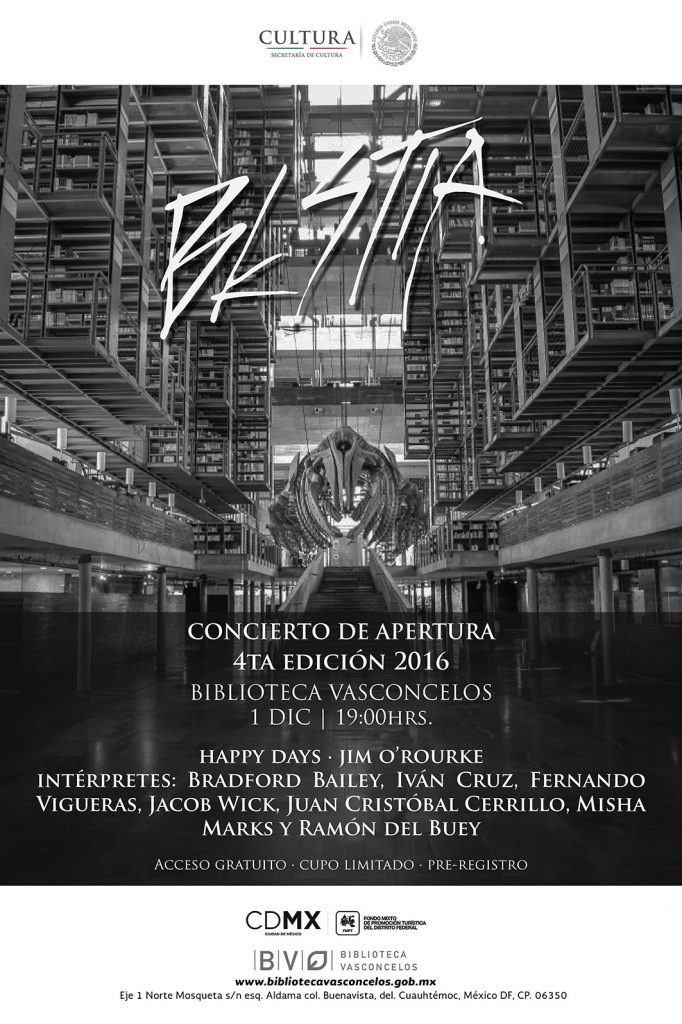 CULTURA
SECRETARÍA DE CULTURA
ESTADOS UNIDOS MEXICANOS
BESTIA
CONCIERTO DE APERTURA
4TA EDICIÓN 2016
BIBLIOTECA VASCONCELOS
1 DIC | 19:00HRS.
HAPPY DAYS · JIM O'ROURKE
INTÉRPRETES: BRADFORD BAILEY, IVÁN CRUZ, FERNANDO
VIGUERAS, JACOB WICK, JUAN CRISTÓBAL CERRILLO, MISHA
MARKS Y RAMÓN DEL BUEY
ACCESO GRATUITO · CUPO LIMITADO · PRE-REGISTRO
CDMX
CIUDAD DE MÉXICO
FMPT
FONDO MIXTO
DE PROMOCIÓN TURÍSTICA
DEL DISTRITO FEDERAL
|B|V|
BIBLIOTECA
VASCONCELOS
www.bibliotecavasconcelos.gob.mx
Eje 1 Norte Mosqueta s/n esq. Aldama col. Buenavista, del. Cuauhtémoc, México DF, CP. 06350